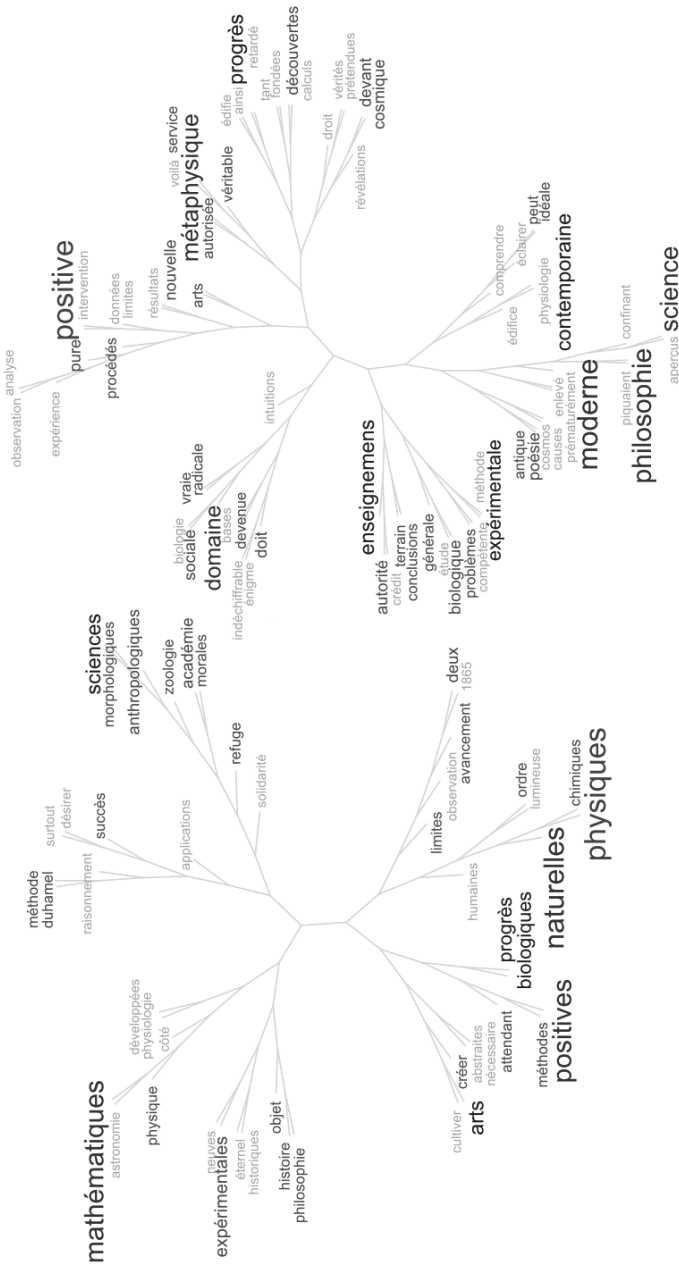 mathématiques
astronomie
physique
développées
physiologie
côté
neuves
expérimentales
éternel
historiques
objet
histoire
philosophie
méthode
duhamel
raisonnement
surtout
désirer
succès
applications
sciences
morphologiques
anthropologiques
zoologie
académie
morales
refuge
solidarité
cultiver
arts
créer
abstraites
nécessaire
attendant
méthodes
positives
progrès
biologiques
naturelles
physiques
chimiques
humaines
ordre
lumineuse
limites
observation
avancement
deux
1865
observation
analyse
expérience
pure
positive
intervention
procédés
données
limites
résultats
nouvelle
arts
voilà
service
métaphysique
autorisée
véritable
édifie
ainsi
progrès
retardé
tant
fondées
découvertes
calculs
droit
vérités
prétendues
devant
cosmique
révélations
intuitions
vraie
radicale
biologie
sociale
domaine
bases
devenue
indéchiffrable
énigme
doit
enseignemens
autorité
crédit
terrain
conclusions
générale
étude
biologique
problèmes
compétente
méthode
expérimentale
antique
poésie
cosmos
causes
prématurément
enlevé
moderne
piquaient
philosophie
aperçus
science
confinant
édifice
physiologie
contemporaine
comprendre
éclairer
peut
idéale